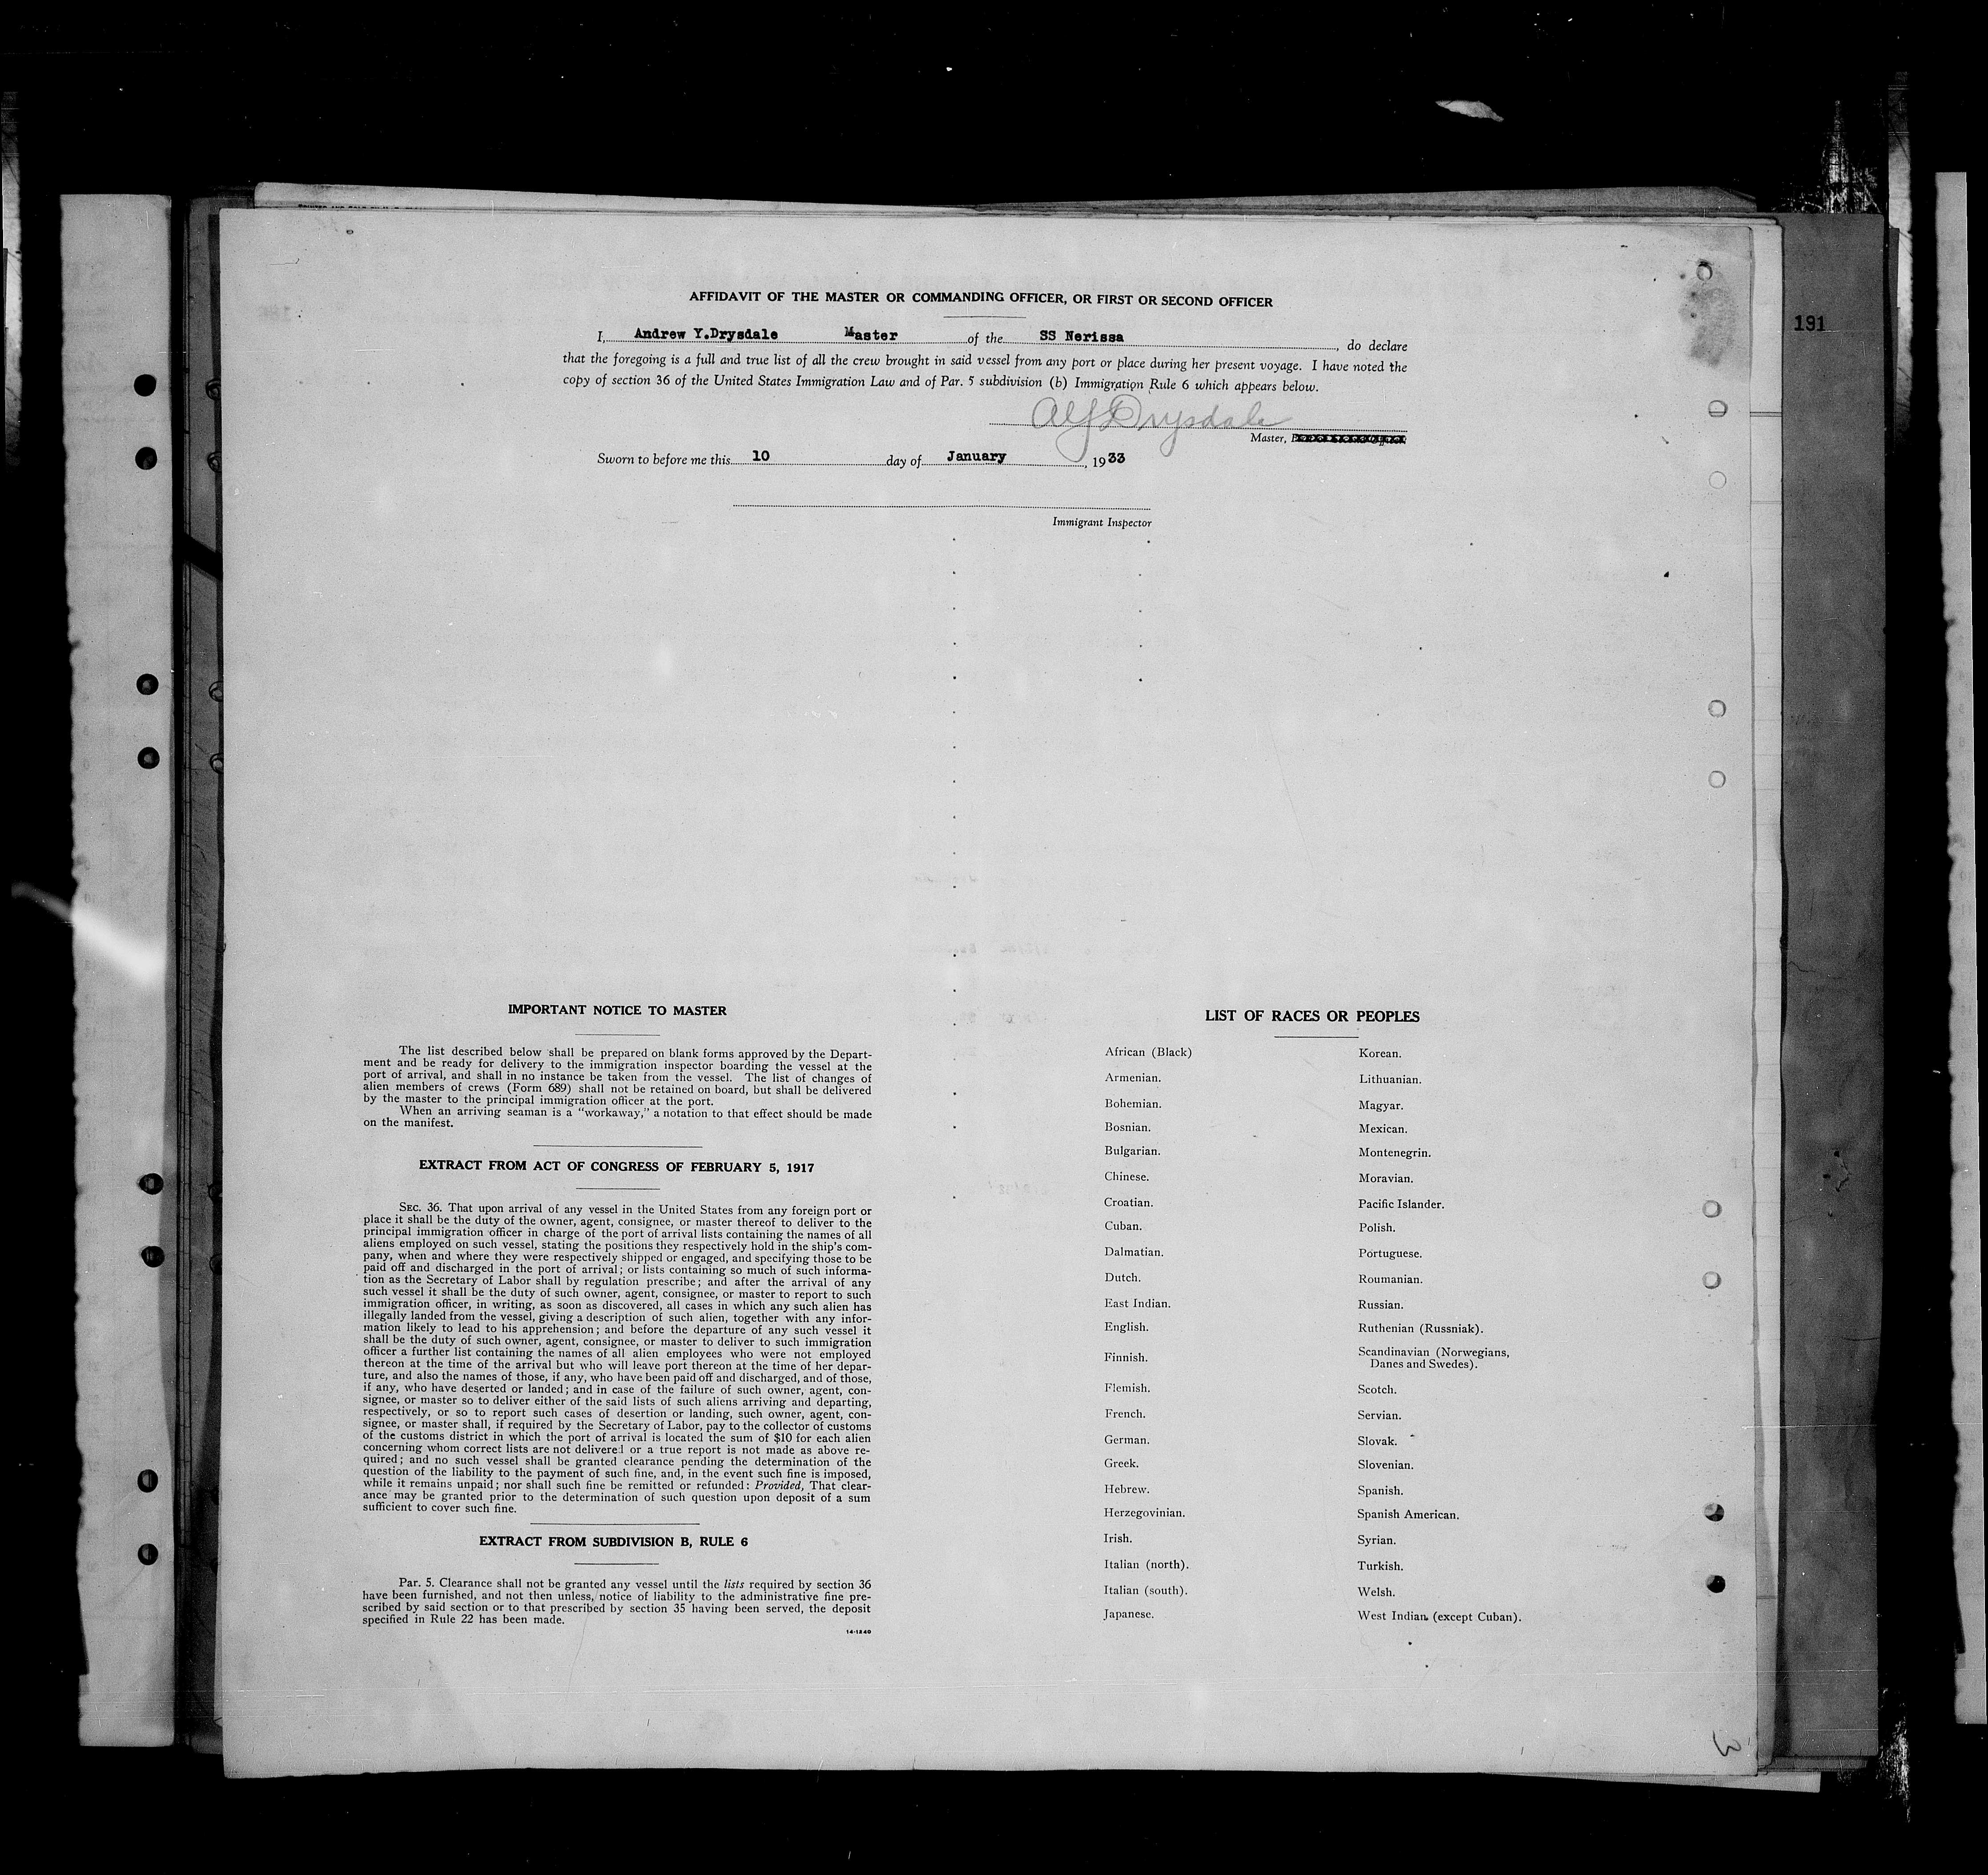 191
AFFIDAVIT OF THE MASTER OR COMMANDING OFFICER, OR FIRST OR SECOND OFFICER
I, Andrew Y.Drysdale Master of the SS Nerissa, do declare
that the foregoing is a full and true list of all the crew brought in said vessel from any port or place during her present voyage. I have noted the
copy of section 36 of the United States Immigration Law and of Par. 5 subdivision (b) Immigration Rule 6 which appears below.
AYDrysdale
Master,
Sworn to before me this 10 day of January, 1933
Immigrant Inspector
IMPORTANT NOTICE TO MASTER
The list described below shall be prepared on blank forms approved by the Depart-
ment and be ready for delivery to the immigration inspector boarding the vessel at the
port of arrival, and shall in no instance be taken from the vessel. The list of changes of
alien members of crews (Form 689) shall not be retained on board, but shall be delivered
by the master to the principal immigration officer at the port.
When an arriving seaman is a "workaway," a notation to that effect should be made
on the manifest.
EXTRACT FROM ACT OF CONGRESS OF FEBRUARY 5, 1917
SEC. 36. That upon arrival of any vessel in the United States from any foreign port or
place it shall be the duty of the owner, agent, consignee, or master thereof to deliver to the
principal immigration officer in charge of the port of arrival lists containing the names of all
aliens employed on such vessel, stating the positions they respectively hold in the ship's com-
pany, when and where they were respectively shipped or engaged, and specifying those to be
paid off and discharged in the port of arrival; or lists containing so much of such informa-
tion as the Secretary of Labor shall by regulation prescribe; and after the arrival of any
such vessel it shall be the duty of such owner, agent, consignee, or master to report to such
immigration officer, in writing, as soon as discovered, all cases in which any such alien has
illegally landed from the vessel, giving a description of such alien, together with any infor-
mation likely to lead to his apprehension; and before the departure of any such vessel it
shall be the duty of such owner, agent, consignee, or master to deliver to such immigration
officer a further list containing the names of all alien employees who were not employed
thereon at the time of the arrival but who will leave port thereon at the time of her depar-
ture, and also the names of those, if any, who have been paid off and discharged, and of those,
if any, who have deserted or landed; and in case of the failure of such owner, agent, con-
signee, or master so to deliver either of the said lists of such aliens arriving and departing,
respectively, or so to report such cases of desertion or landing, such owner, agent, con-
signee, or master shall, if required by the Secretary of Labor, pay to the collector of customs
of the customs district in which the port of arrival is located the sum of $10 for each alien
concerning whom correct lists are not delivered or a true report is not made as above re-
quired; and no such vessel shall be granted clearance pending the determination of the
question of the liability to the payment of such fine, and, in the event such fine is imposed,
while it remains unpaid; nor shall such fine be remitted or refunded: Provided, That clear-
ance may be granted prior to the determination of such question upon deposit of a sum
sufficient to cover such fine.
EXTRACT FROM SUBDIVISION B, RULE 6
Par. 5. Clearance shall not be granted any vessel until the lists required by section 36
have been furnished, and not then unless, notice of liability to the administrative fine pre-
scribed by said section or to that prescribed by section 35 having been served, the deposit
specified in Rule 22 has been made.
14-1240
LIST OF RACES OR PEOPLES
African (Black)
Armenian.
Bohemian.
Bosnian.
Bulgarian.
Chinese.
Croatian.
Cuban.
Dalmatian.
Dutch.
East Indian.
English.
Finnish.
Flemish.
French.
German.
Greek.
Hebrew.
Herzegovinian.
Irish.
Italian (north).
Italian (south).
Japanese.
Korean.
Lithuanian.
Magyar.
Mexican.
Montenegrin.
Moravian.
Pacific Islander.
Polish.
Portuguese.
Roumanian.
Russian.
Ruthenian (Russniak).
Scandinavian (Norwegians,
Danes and Swedes).
Scotch.
Servian.
Slovak.
Slovenian.
Spanish.
Spanish American.
Syrian.
Turkish.
Welsh.
West Indian (except Cuban).
3